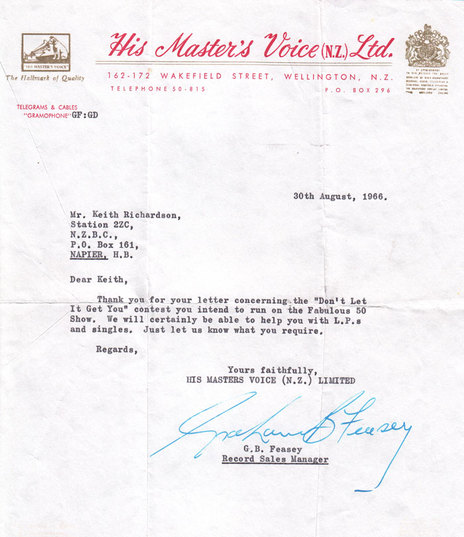 His Master's Voice (N.Z.) Ltd.
"HIS MASTER'S VOICE"
The Hallmark of Quality
162-172 WAKEFIELD STREET, WELLINGTON, N.Z.
TELEPHONE 50-815
P.O. BOX 296
TELEGRAMS & CABLES
"GRAMOPHONE" GF:GD
30th August, 1966.
Mr. Keith Richardson,
Station 2ZC,
N.Z.B.C.,
P.O. Box 161,
NAPIER, H.B.
Dear Keith,
Thank you for your letter concerning the "Don't Let
It Get You" contest you intend to run on the Fabulous 50
Show. We will certainly be able to help you with L.P.s
and singles. Just let us know what you require.
Regards,
Yours faithfully,
HIS MASTERS VOICE (N.Z.) LIMITED
Graham B Feasey
G.B. Feasey
Record Sales Manager